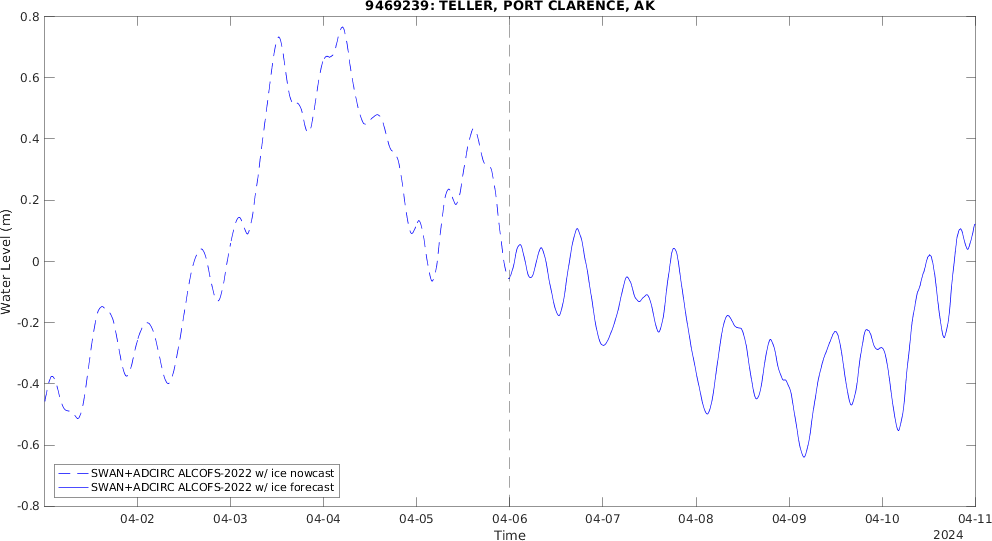 9469239: TELLER, PORT CLARENCE, AK
0.8
0.6
0.4
0.2
0
-0.2
-0.4
-0.6
-0.8
Water Level (m)
SWAN+ADCIRC ALCOFS-2022 w/ ice nowcast
SWAN+ADCIRC ALCOFS-2022 w/ ice forecast
04-02 04-03 04-04 04-05 04-06 04-07 04-08 04-09 04-10 04-11
Time
2024